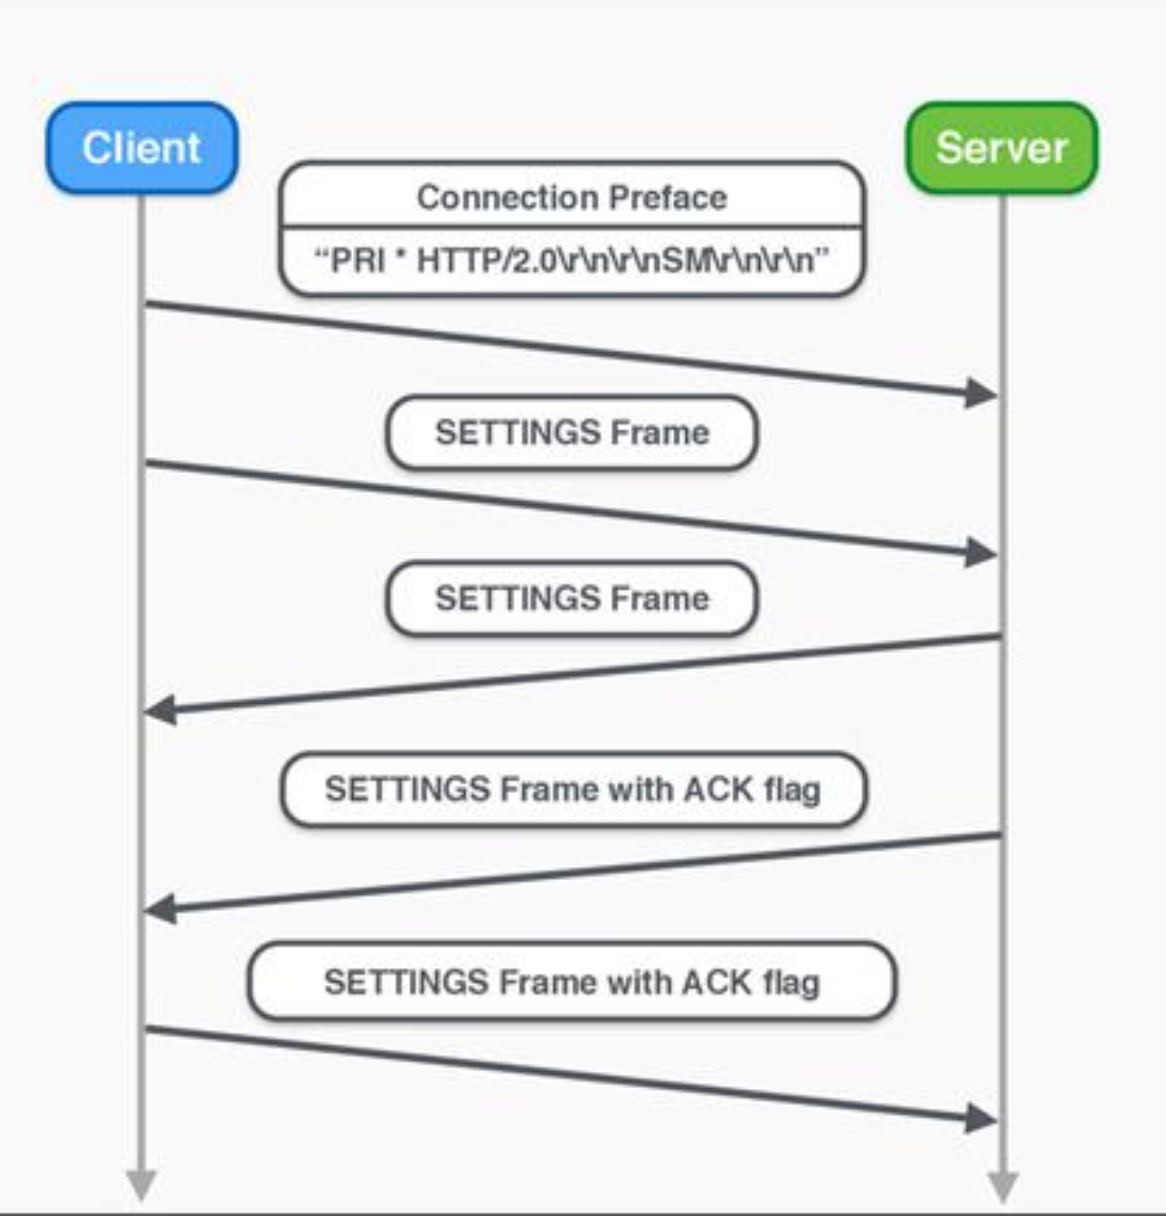 Client
Server
Connection Preface
“PRI * HTTP/2.0\r\n\r\nSM\r\n\r\n”
SETTINGS Frame
SETTINGS Frame
SETTINGS Frame with ACK flag
SETTINGS Frame with ACK flag